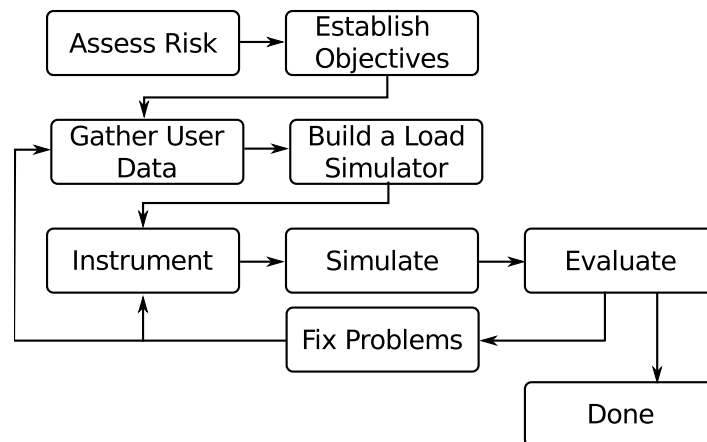 Assess Risk
Establish
Objectives
Gather User
Data
Build a Load
Simulator
Instrument
Simulate
Evaluate
Fix Problems
Done